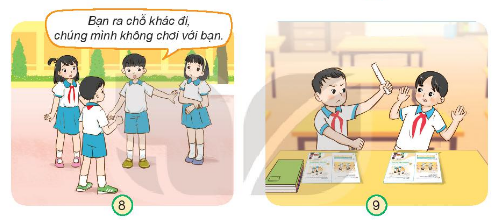 Bạn ra chỗ khác đi,
chúng mình không chơi với bạn.
8
9